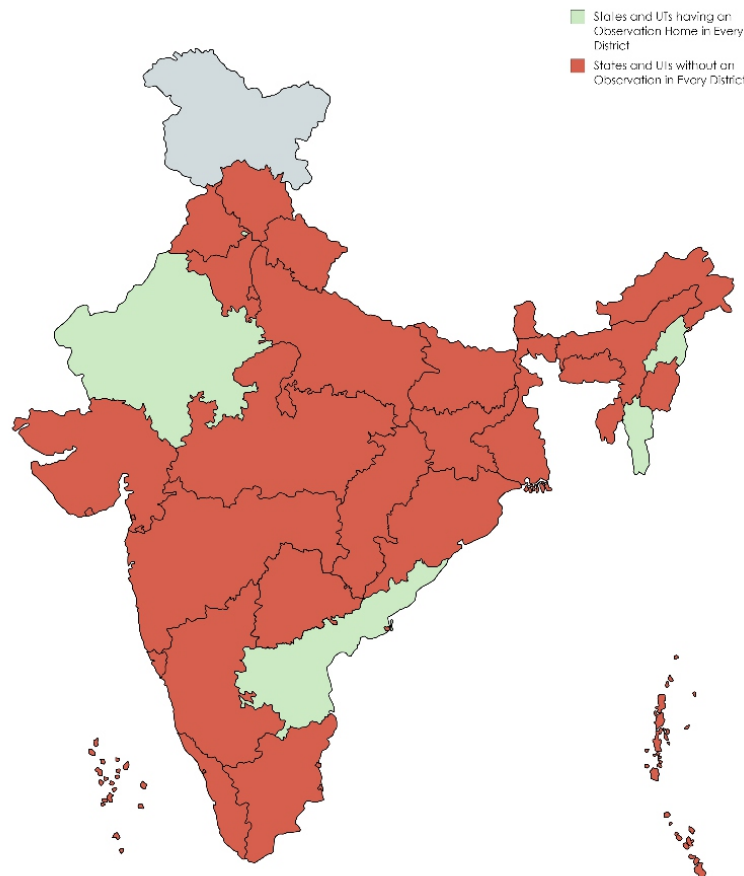 States and UTs having an
Observation Home in Every
District
States and UTs without an
Observation in Every District